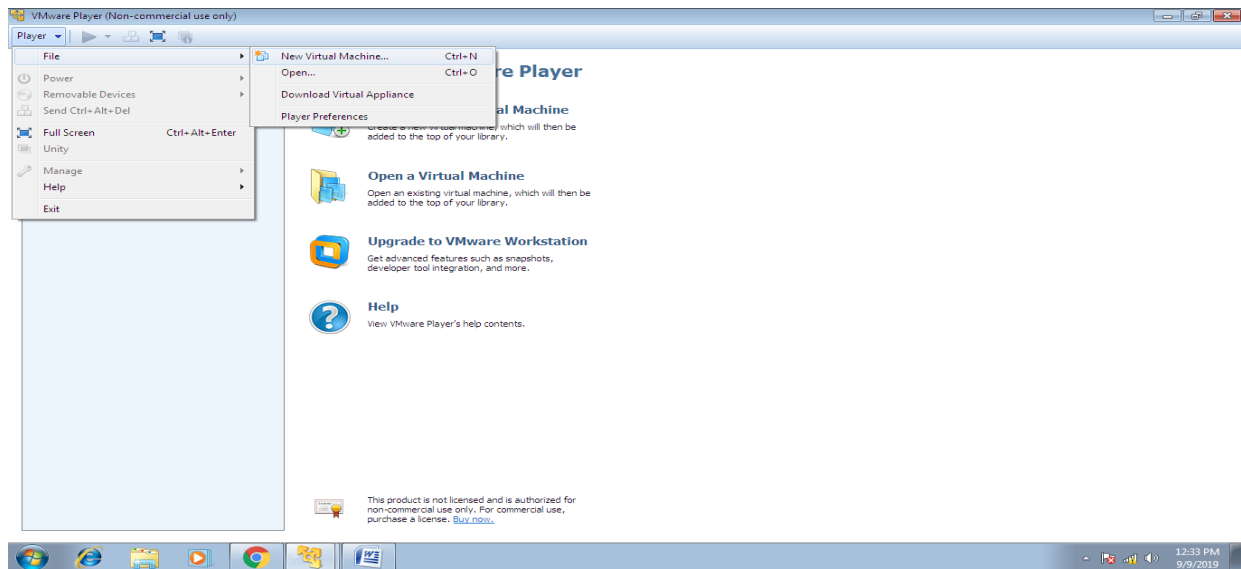 VMware Player (Non-commercial use only)
Player
File
Power
Removable Devices
Send Ctrl+Alt+Del
Full Screen Ctrl+Alt+Enter
Unity
Manage
Help
Exit
New Virtual Machine... Ctrl+N
Open... Ctrl+O
Download Virtual Appliance
Player Preferences
re Player
al Machine
Create a new virtual machine, which will then be
added to the top of your library.
Open a Virtual Machine
Open an existing virtual machine, which will then be
added to the top of your library.
Upgrade to VMware Workstation
Get advanced features such as snapshots,
developer tool integration, and more.
Help
View VMware Player's help contents.
This product is not licensed and is authorized for
non-commercial use only. For commercial use,
purchase a license. Buy now.
12:33 PM
9/9/2019